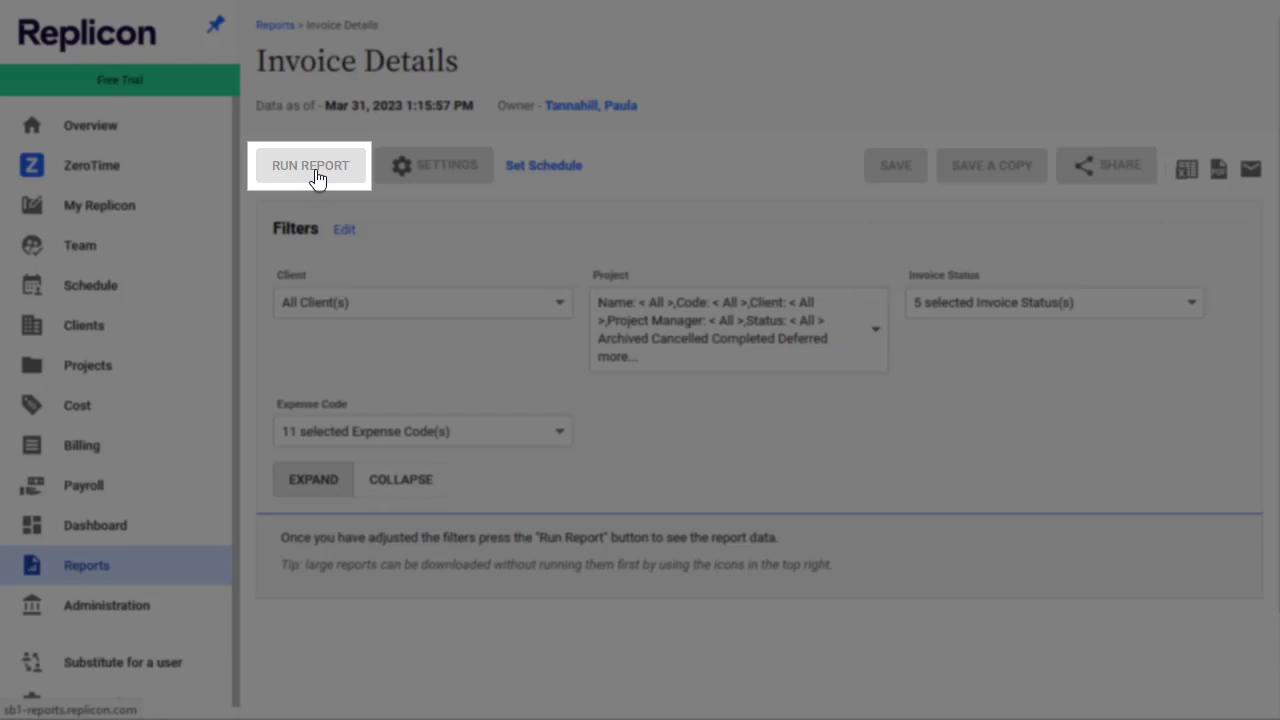 Replicon
Free Trial
Overview
ZeroTime
My Replicon
Team
Schedule
Clients
Projects
Cost
Billing
Payroll
Dashboard
Reports
Administration
Substitute for a user
sb1-reports.replicon.com
Reports > Invoice Details
Invoice Details
Data as of - Mar 31, 2023 1:15:57 PM Owner - Tannahill, Paula
RUN REPORT SETTINGS Set Schedule SAVE SAVE A COPY SHARE
Filters Edit
Client Project Invoice Status
All Client(s)
Name: < All >,Code: < All >,Client: < All
>,Project Manager: < All >,Status: < All >
Archived Cancelled Completed Deferred
more...
5 selected Invoice Status(s)
Expense Code
11 selected Expense Code(s)
EXPAND COLLAPSE
Once you have adjusted the filters press the "Run Report" button to see the report data.
Tip: large reports can be downloaded without running them first by using the icons in the top right.